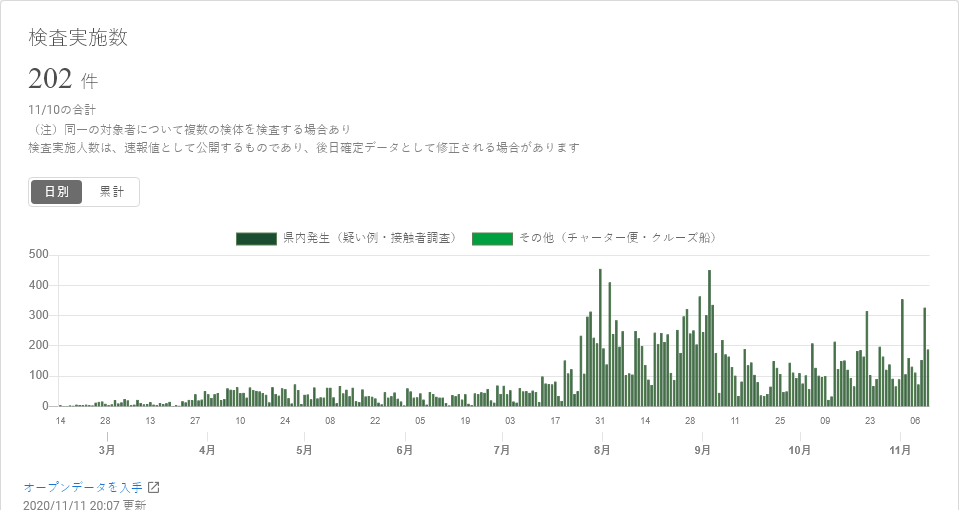 検査実施数
202 件
11/10の合計
（注）同一の対象者について複数の検体を検査する場合あり
検査実施人数は、速報値として公開するものであり、後日確定データとして修正される場合があります
日別 累計
県内発生（疑い例・接触者調査） その他（チャーター便・クルーズ船）
500
400
300
200
100
0
14 28 13 27 10 24 08 22 05 19 03 17 31 14 28 11 25 09 23 06
3月 4月 5月 6月 7月 8月 9月 10月 11月
オープンデータを入手
2020/11/11 20:07 更新